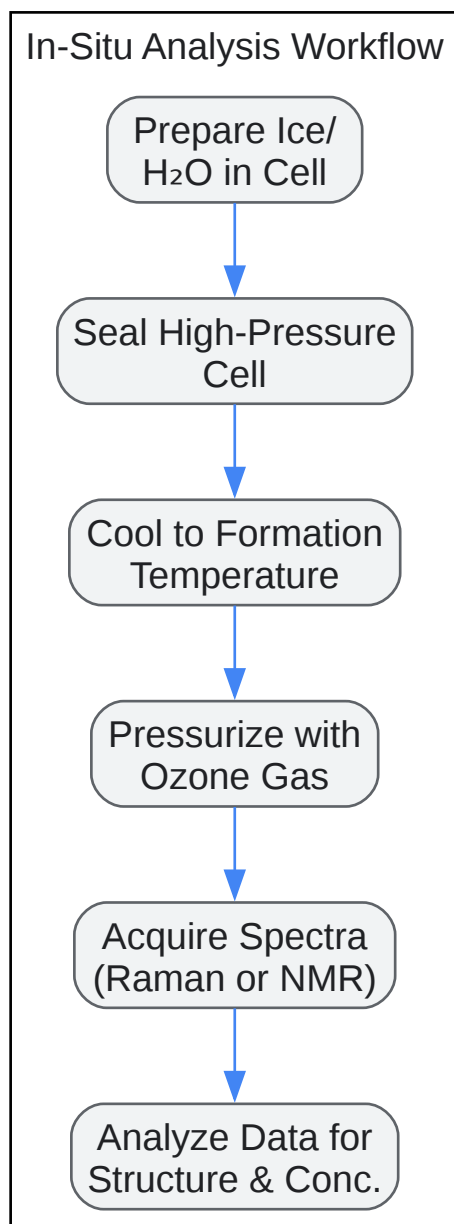 In-Situ Analysis Workflow
Prepare Ice/
H₂O in Cell
Seal High-Pressure
Cell
Cool to Formation
Temperature
Pressurize with
Ozone Gas
Acquire Spectra
(Raman or NMR)
Analyze Data for
Structure & Conc.